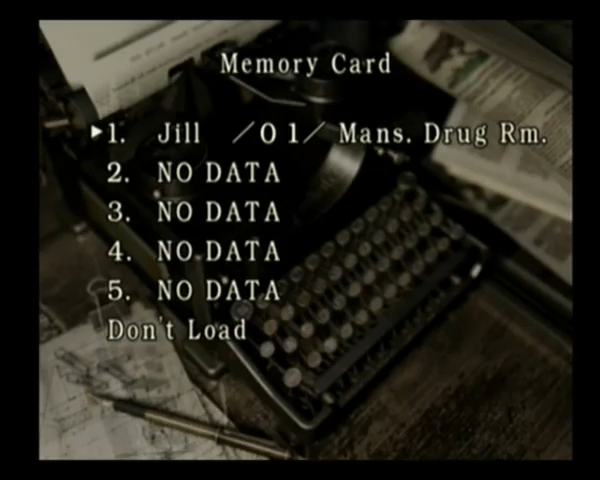 Memory Card
▶1. Jill /01/ Mans. Drug Rm.
2. NO DATA
3. NO DATA
4. NO DATA
5. NO DATA
Don't Load